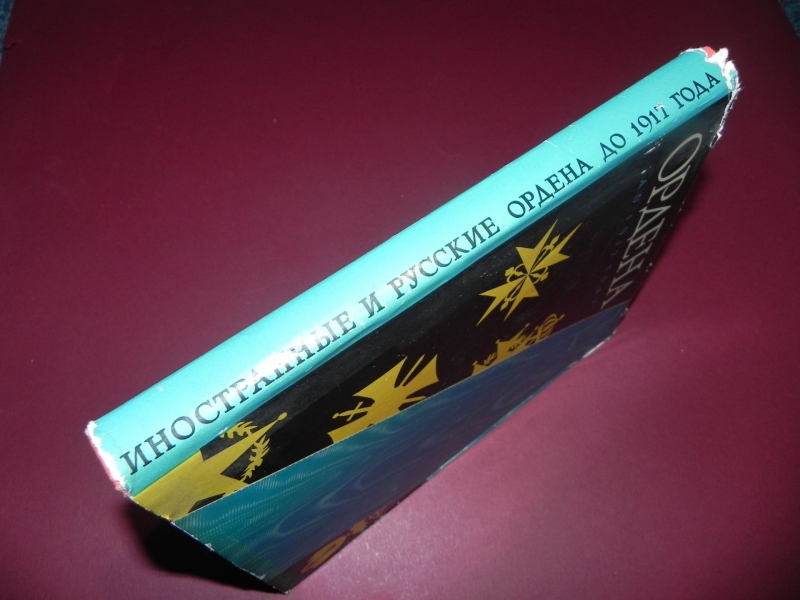 ИНОСТРАННЫЕ И РУССКИЕ ОРДЕНА ДО 1917 ГОДА
ОРДЕНА